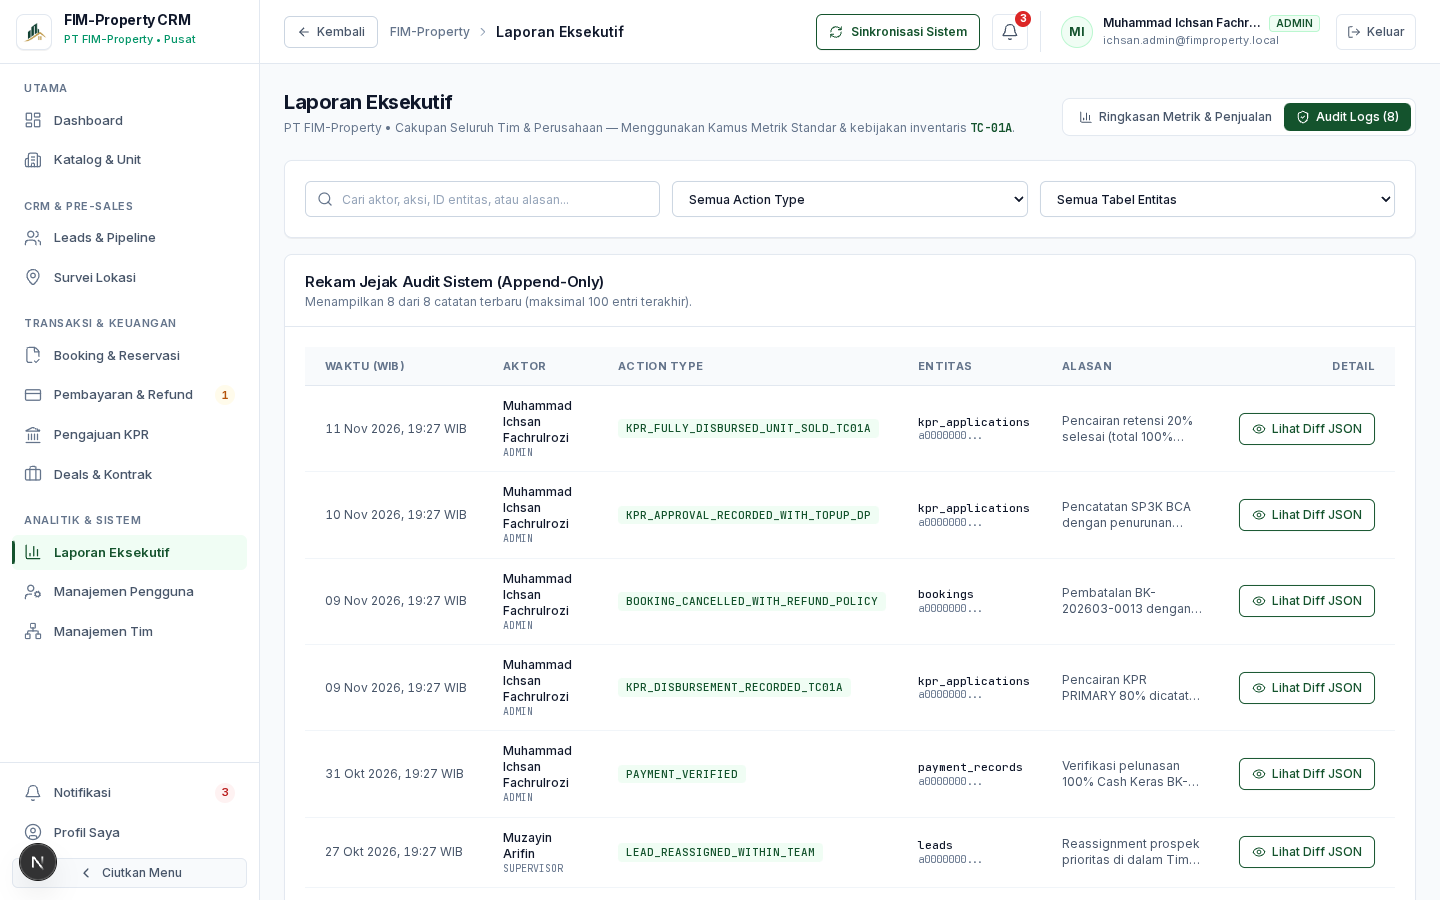 FIM-Property CRM
PT FIM-Property • Pusat
Kembali
FIM-Property
Laporan Eksekutif
Sinkronisasi Sistem
3
MI
Muhammad Ichsan Fachr...
ADMIN
ichsan.admin@fimproperty.local
Keluar
UTAMA
Dashboard
Katalog & Unit
CRM & PRE-SALES
Leads & Pipeline
Survei Lokasi
TRANSAKSI & KEUANGAN
Booking & Reservasi
Pembayaran & Refund
1
Pengajuan KPR
Deals & Kontrak
ANALITIK & SISTEM
Laporan Eksekutif
Manajemen Pengguna
Manajemen Tim
Notifikasi
3
Profil Saya
N
Ciutkan Menu
Laporan Eksekutif
PT FIM-Property • Cakupan Seluruh Tim & Perusahaan — Menggunakan Kamus Metrik Standar & kebijakan inventaris TC-01A.
Ringkasan Metrik & Penjualan
Audit Logs (8)
Cari aktor, aksi, ID entitas, atau alasan...
Semua Action Type
Semua Tabel Entitas
Rekam Jejak Audit Sistem (Append-Only)
Menampilkan 8 dari 8 catatan terbaru (maksimal 100 entri terakhir).
WAKTU (WIB)
AKTOR
ACTION TYPE
ENTITAS
ALASAN
DETAIL
11 Nov 2026, 19:27 WIB
Muhammad
Ichsan
Fachrulrozi
ADMIN
KPR_FULLY_DISBURSED_UNIT_SOLD_TC01A
kpr_applications
a0000000...
Pencairan retensi 20%
selesai (total 100%...
Lihat Diff JSON
10 Nov 2026, 19:27 WIB
Muhammad
Ichsan
Fachrulrozi
ADMIN
KPR_APPROVAL_RECORDED_WITH_TOPUP_DP
kpr_applications
a0000000...
Pencatatan SP3K BCA
dengan penurunan...
Lihat Diff JSON
09 Nov 2026, 19:27 WIB
Muhammad
Ichsan
Fachrulrozi
ADMIN
BOOKING_CANCELLED_WITH_REFUND_POLICY
bookings
a0000000...
Pembatalan BK-
202603-0013 dengan...
Lihat Diff JSON
09 Nov 2026, 19:27 WIB
Muhammad
Ichsan
Fachrulrozi
ADMIN
KPR_DISBURSEMENT_RECORDED_TC01A
kpr_applications
a0000000...
Pencairan KPR
PRIMARY 80% dicatat...
Lihat Diff JSON
31 Okt 2026, 19:27 WIB
Muhammad
Ichsan
Fachrulrozi
ADMIN
PAYMENT_VERIFIED
payment_records
a0000000...
Verifikasi pelunasan
100% Cash Keras BK-...
Lihat Diff JSON
27 Okt 2026, 19:27 WIB
Muzayin
Arifin
SUPERVISOR
LEAD_REASSIGNED_WITHIN_TEAM
leads
a0000000...
Reassignment prospek
prioritas di dalam Tim...
Lihat Diff JSON